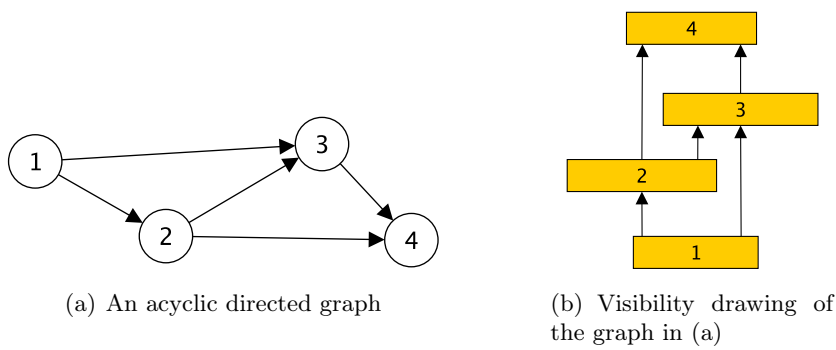 1
3
2
4
(a) An acyclic directed graph
4
3
2
1
(b) Visibility drawing of
the graph in (a)